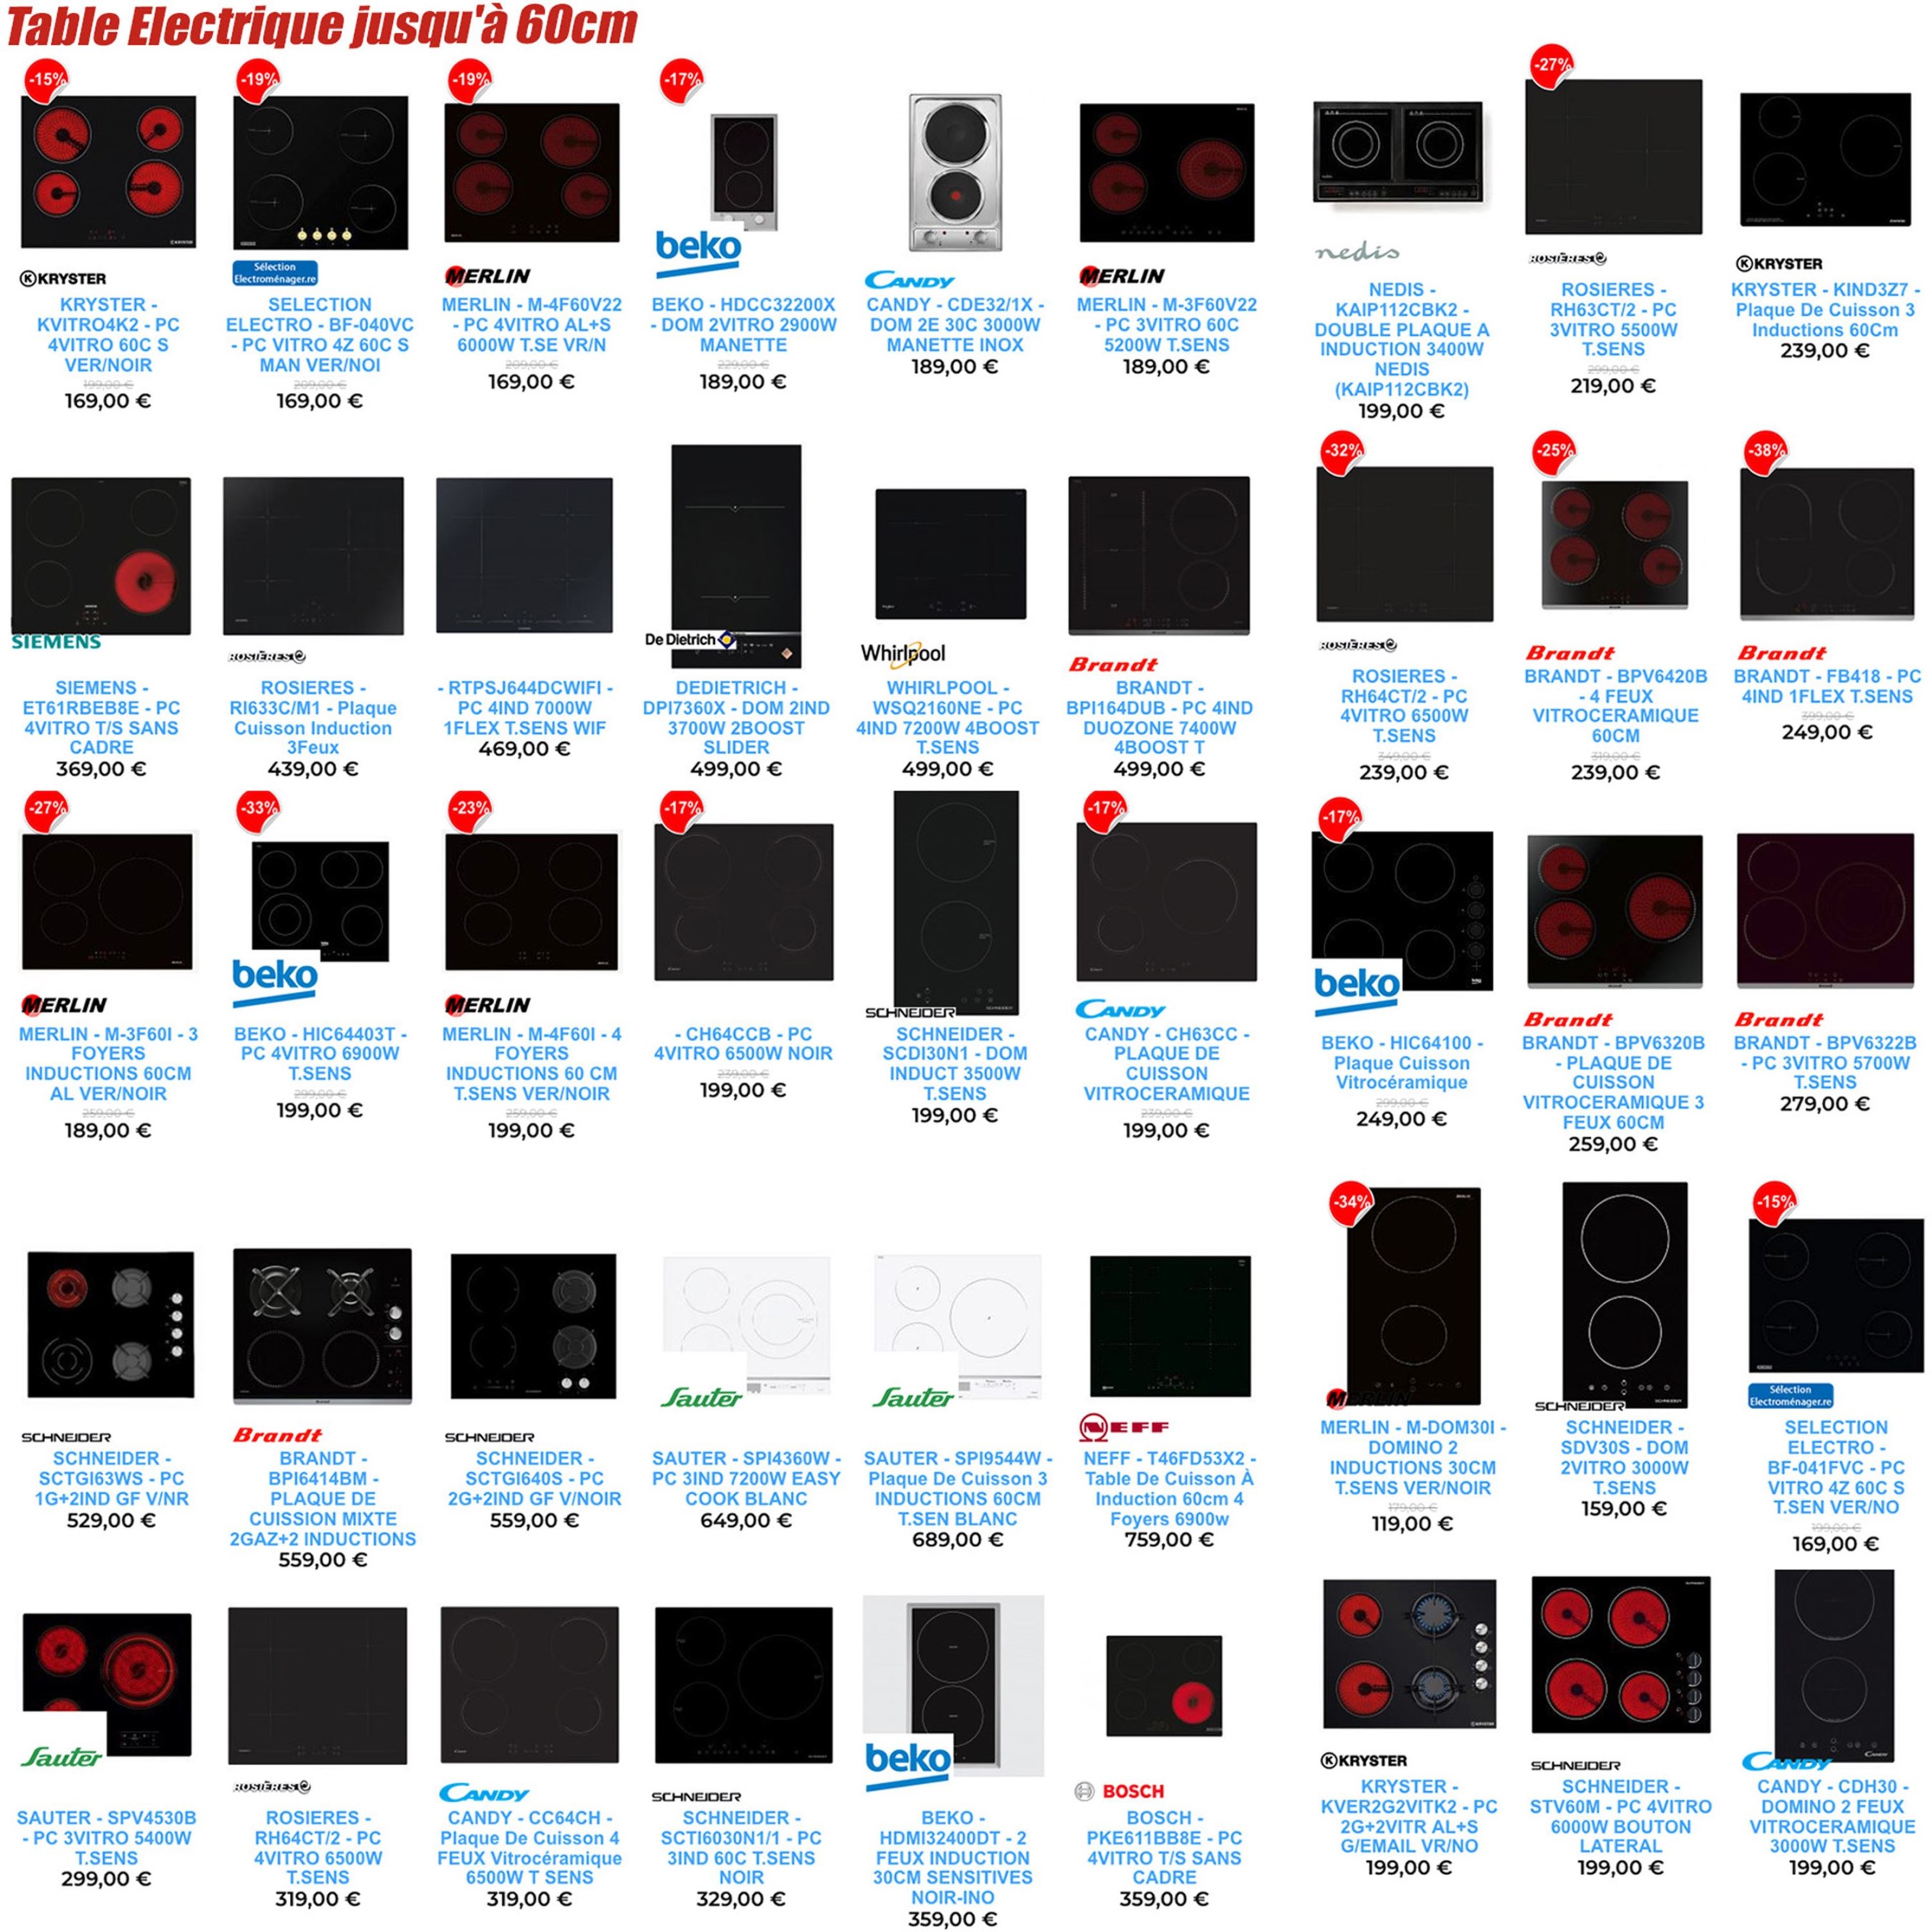 Table Electrique jusqu'à 60cm
-15%
KRYSTER
KRYSTER -
KVITRO4K2 - PC
4VITRO 60C S
VER/NOIR
199,00 €
169,00 €
-19%
Sélection
Electroménager.re
SELECTION
ELECTRO - BF-040VC
- PC VITRO 4Z 60C S
MAN VER/NOI
209,00 €
169,00 €
-19%
MERLIN
MERLIN - M-4F60V22
- PC 4VITRO AL+S
6000W T.SE VR/N
209,00 €
169,00 €
-17%
beko
BEKO - HDCC32200X
- DOM 2VITRO 2900W
MANETTE
229,00 €
189,00 €
CANDY
CANDY - CDE32/1X -
DOM 2E 30C 3000W
MANETTE INOX
189,00 €
MERLIN
MERLIN - M-3F60V22
- PC 3VITRO 60C
5200W T.SENS
189,00 €
nedis
NEDIS -
KAIP112CBK2 -
DOUBLE PLAQUE A
INDUCTION 3400W
NEDIS
(KAIP112CBK2)
199,00 €
-27%
ROSIÈRES
ROSIERES -
RH63CT/2 - PC
3VITRO 5500W
T.SENS
299,00 €
219,00 €
KRYSTER
KRYSTER - KIND3Z7 -
Plaque De Cuisson 3
Inductions 60Cm
239,00 €
SIEMENS
SIEMENS -
ET61RBEB8E - PC
4VITRO T/S SANS
CADRE
369,00 €
ROSIÈRES
ROSIERES -
RI633C/M1 - Plaque
Cuisson Induction
3Feux
439,00 €
- RTPSJ644DCWIFI -
PC 4IND 7000W
1FLEX T.SENS WIF
469,00 €
De Dietrich
DEDIETRICH -
DPI7360X - DOM 2IND
3700W 2BOOST
SLIDER
499,00 €
Whirlpool
WHIRLPOOL -
WSQ2160NE - PC
4IND 7200W 4BOOST
T.SENS
499,00 €
Brandt
BRANDT -
BPI164DUB - PC 4IND
DUOZONE 7400W
4BOOST T
499,00 €
-32%
ROSIÈRES
ROSIERES -
RH64CT/2 - PC
4VITRO 6500W
T.SENS
349,00 €
239,00 €
-25%
Brandt
BRANDT - BPV6420B
- 4 FEUX
VITROCERAMIQUE
60CM
319,00 €
239,00 €
-38%
Brandt
BRANDT - FB418 - PC
4IND 1FLEX T.SENS
399,00 €
249,00 €
-27%
MERLIN
MERLIN - M-3F60I - 3
FOYERS
INDUCTIONS 60CM
AL VER/NOIR
259,00 €
189,00 €
-33%
beko
BEKO - HIC64403T -
PC 4VITRO 6900W
T.SENS
299,00 €
199,00 €
-23%
MERLIN
MERLIN - M-4F60I - 4
FOYERS
INDUCTIONS 60 CM
T.SENS VER/NOIR
259,00 €
199,00 €
-17%
- CH64CCB - PC
4VITRO 6500W NOIR
239,00 €
199,00 €
SCHNEIDER
SCHNEIDER -
SCDI30N1 - DOM
INDUCT 3500W
T.SENS
199,00 €
-17%
CANDY
CANDY - CH63CC -
PLAQUE DE
CUISSON
VITROCERAMIQUE
239,00 €
199,00 €
-17%
beko
BEKO - HIC64100 -
Plaque Cuisson
Vitrocéramique
299,00 €
249,00 €
Brandt
BRANDT - BPV6320B
- PLAQUE DE
CUISSON
VITROCERAMIQUE 3
FEUX 60CM
259,00 €
Brandt
BRANDT - BPV6322B
- PC 3VITRO 5700W
T.SENS
279,00 €
SCHNEIDER
SCHNEIDER -
SCTGI63WS - PC
1G+2IND GF V/NR
529,00 €
Brandt
BRANDT -
BPI6414BM -
PLAQUE DE
CUISSION MIXTE
2GAZ+2 INDUCTIONS
559,00 €
SCHNEIDER
SCHNEIDER -
SCTGI640S - PC
2G+2IND GF V/NOIR
559,00 €
Sauter
SAUTER - SPI4360W -
PC 3IND 7200W EASY
COOK BLANC
649,00 €
Sauter
SAUTER - SPI9544W -
Plaque De Cuisson 3
INDUCTIONS 60CM
T.SEN BLANC
689,00 €
NEFF
NEFF - T46FD53X2 -
Table De Cuisson À
Induction 60cm 4
Foyers 6900w
759,00 €
-34%
MERLIN
MERLIN - M-DOM30I -
DOMINO 2
INDUCTIONS 30CM
T.SENS VER/NOIR
179,00 €
119,00 €
SCHNEIDER
SCHNEIDER -
SDV30S - DOM
2VITRO 3000W
T.SENS
159,00 €
-15%
Sélection
Electroménager.re
SELECTION
ELECTRO -
BF-041FVC - PC
VITRO 4Z 60C S
T.SEN VER/NO
199,00 €
169,00 €
Sauter
SAUTER - SPV4530B
- PC 3VITRO 5400W
T.SENS
299,00 €
ROSIÈRES
ROSIERES -
RH64CT/2 - PC
4VITRO 6500W
T.SENS
319,00 €
CANDY
CANDY - CC64CH -
Plaque De Cuisson 4
FEUX Vitrocéramique
6500W T SENS
319,00 €
SCHNEIDER
SCHNEIDER -
SCTI6030N1/1 - PC
3IND 60C T.SENS
NOIR
329,00 €
beko
BEKO -
HDMI32400DT - 2
FEUX INDUCTION
30CM SENSITIVES
NOIR-INO
359,00 €
BOSCH
BOSCH -
PKE611BB8E - PC
4VITRO T/S SANS
CADRE
359,00 €
KRYSTER
KRYSTER -
KVER2G2VITK2 - PC
2G+2VITR AL+S
G/EMAIL VR/NO
199,00 €
SCHNEIDER
SCHNEIDER -
STV60M - PC 4VITRO
6000W BOUTON
LATERAL
199,00 €
CANDY
CANDY - CDH30 -
DOMINO 2 FEUX
VITROCERAMIQUE
3000W T.SENS
199,00 €